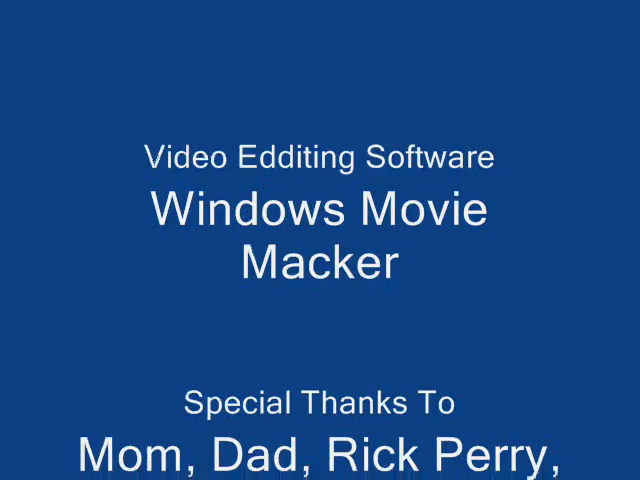 Video Edditing Software
Windows Movie
Macker
Special Thanks To
Mom, Dad, Rick Perry,